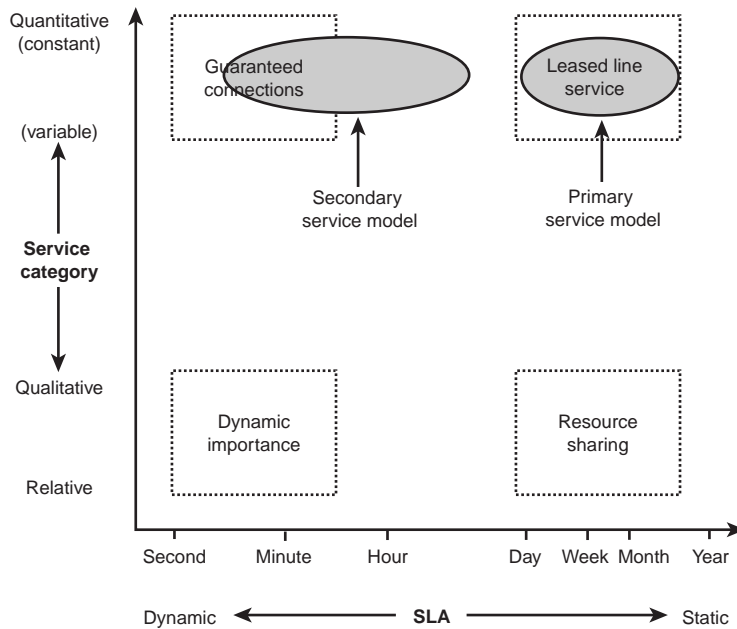 Quantitative
(constant)
Guaranteed
connections
Leased line
service
(variable)
Secondary
service model
Primary
service model
Service
category
Qualitative
Dynamic
importance
Resource
sharing
Relative
Second Minute Hour Day Week Month Year
Dynamic SLA Static